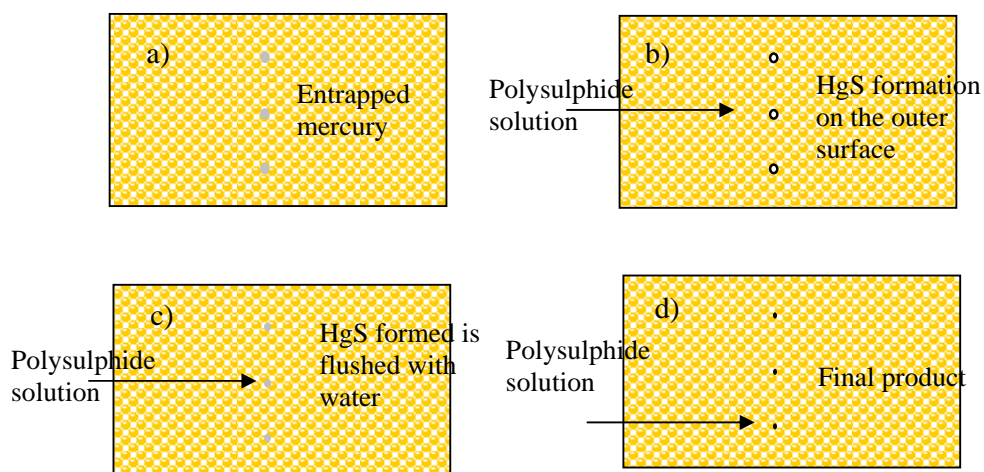 a)
Entrapped
mercury
b)
Polysulphide
solution
HgS formation
on the outer
surface
c)
Polysulphide
solution
HgS formed is
flushed with
water
d)
Polysulphide
solution
Final product